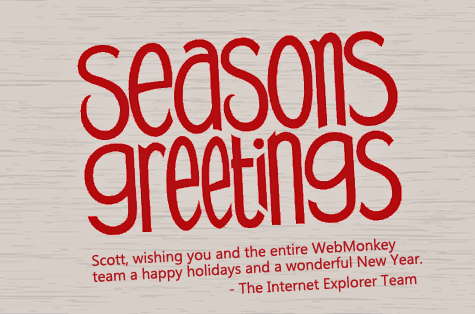 seasons
greetings
Scott, wishing you and the entire WebMonkey
team a happy holidays and a wonderful New Year.
- The Internet Explorer Team